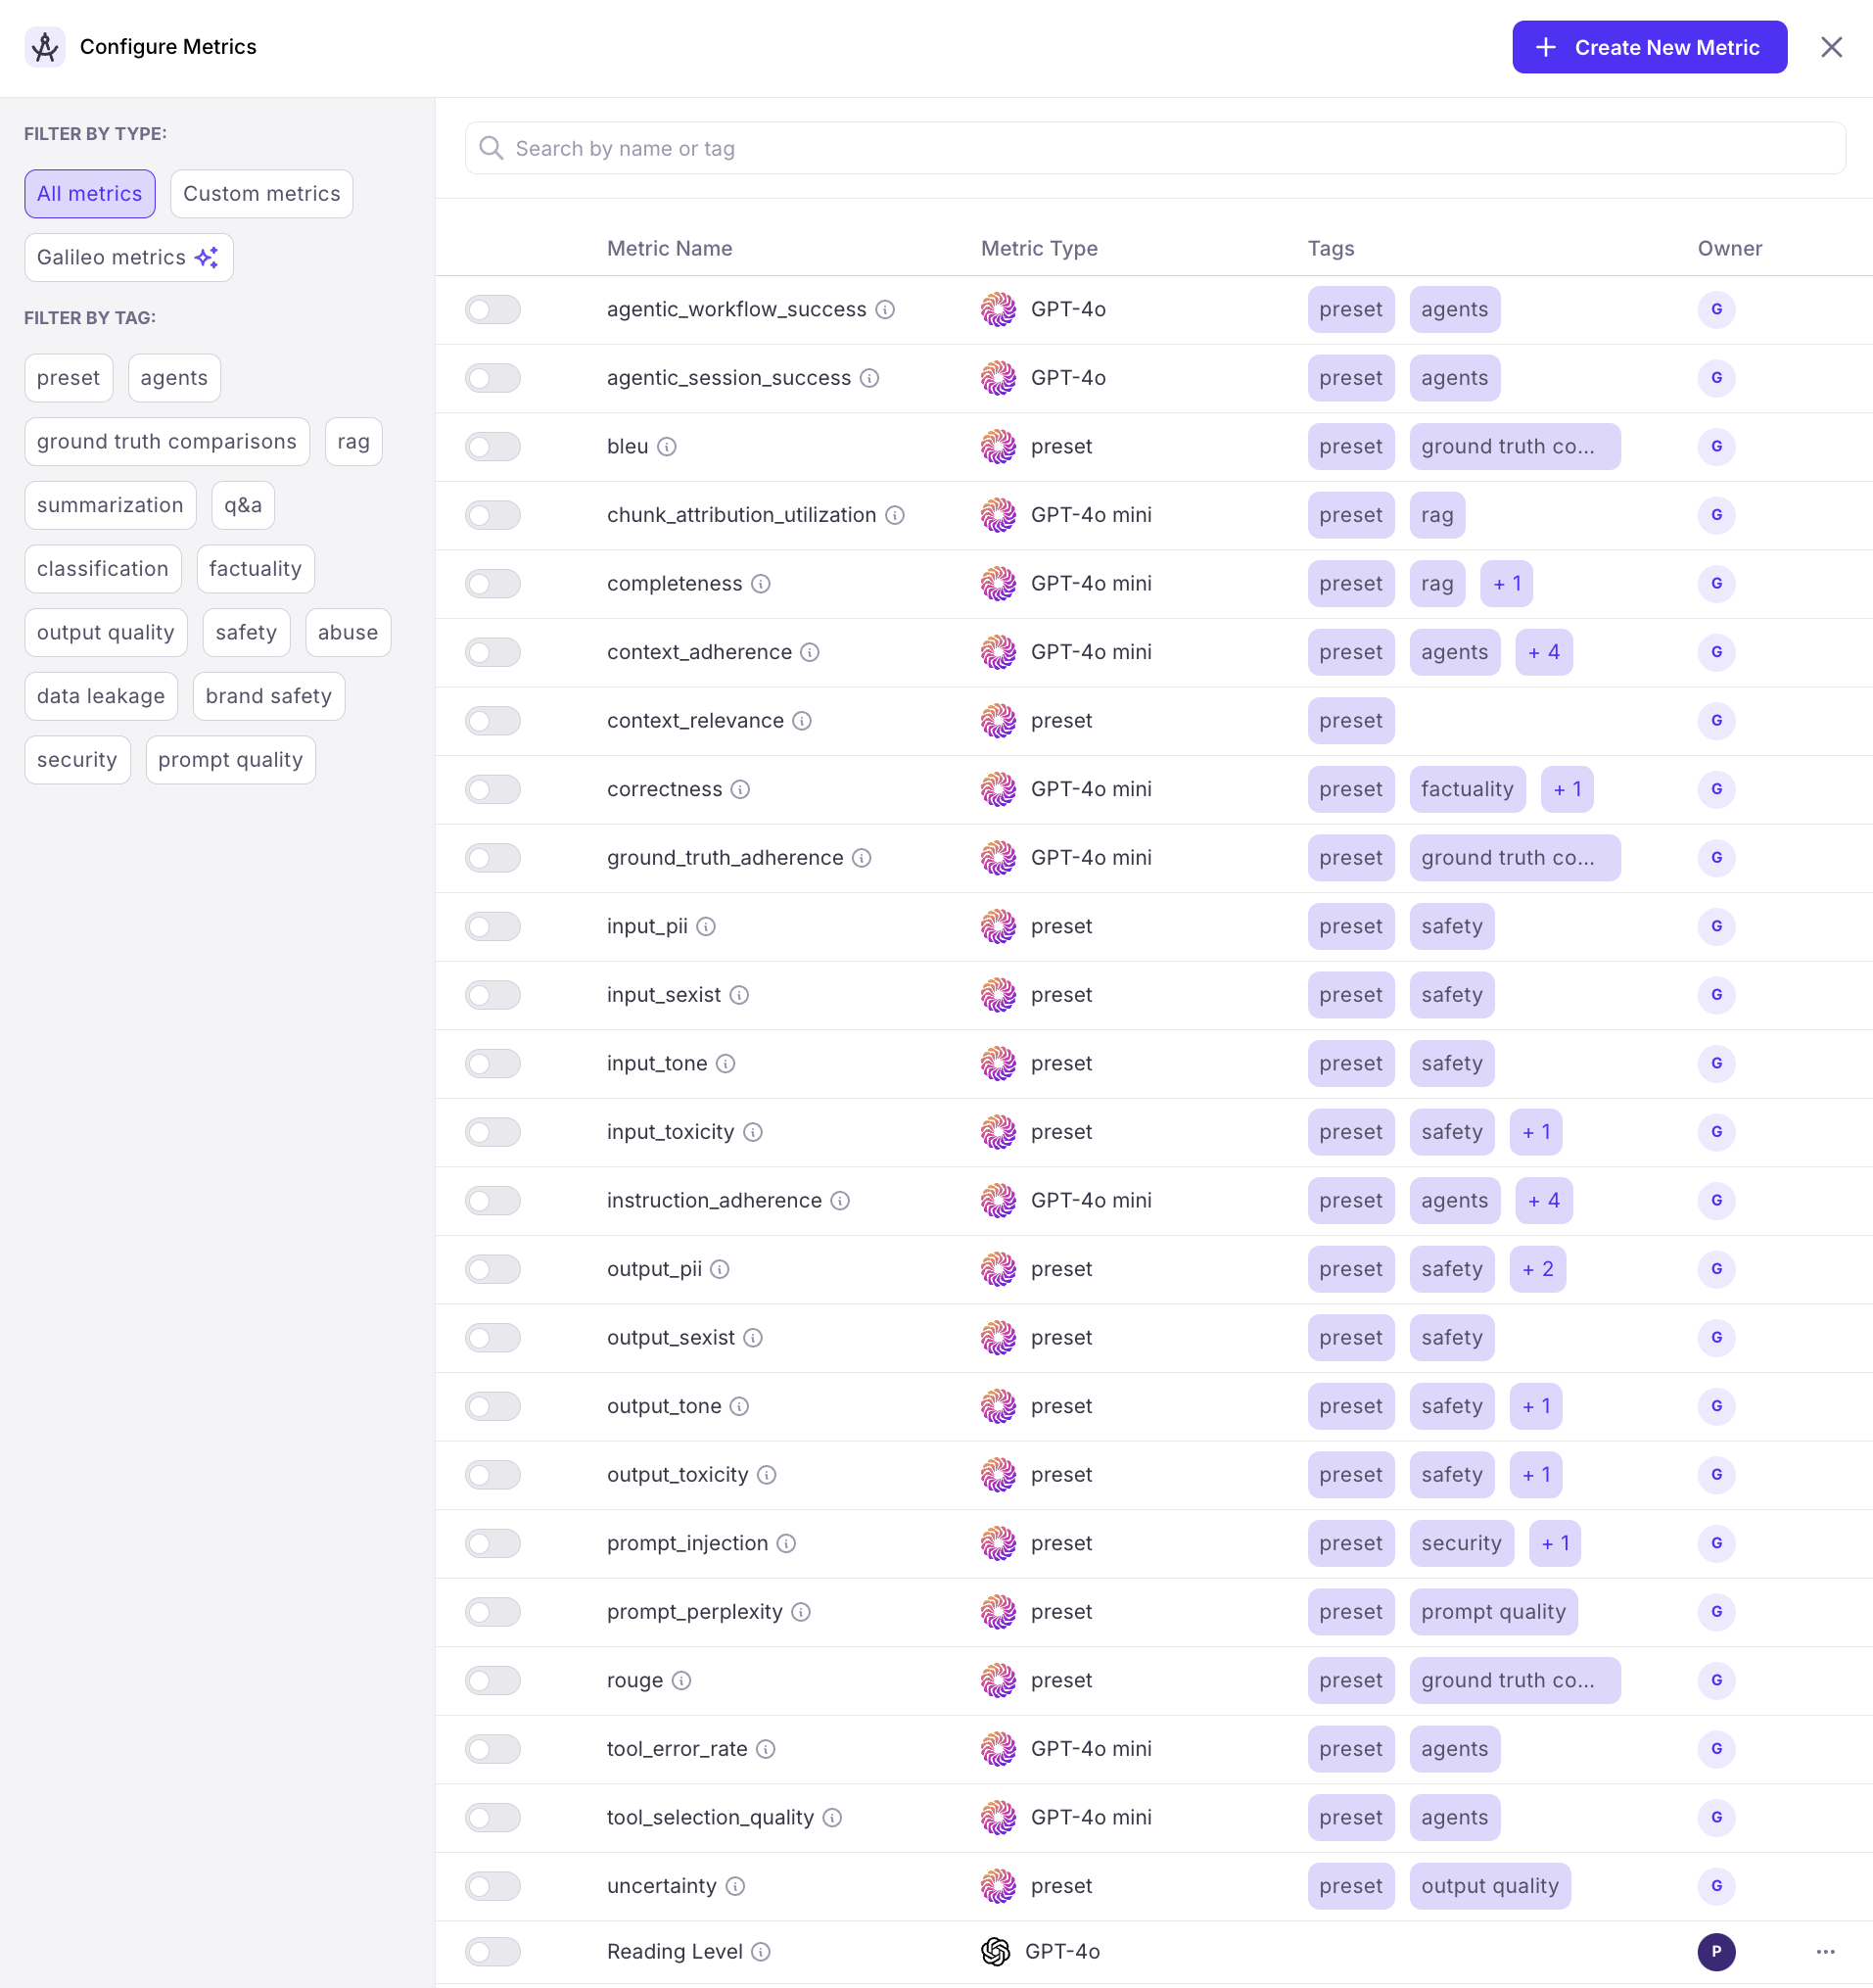 Configure Metrics
+ Create New Metric
FILTER BY TYPE:
All metrics
Custom metrics
Galileo metrics
FILTER BY TAG:
preset
agents
ground truth comparisons
rag
summarization
q&a
classification
factuality
output quality
safety
abuse
data leakage
brand safety
security
prompt quality
Search by name or tag
Metric Name Metric Type Tags Owner
agentic_workflow_success GPT-4o preset agents G
agentic_session_success GPT-4o preset agents G
bleu preset preset ground truth co... G
chunk_attribution_utilization GPT-4o mini preset rag G
completeness GPT-4o mini preset rag + 1 G
context_adherence GPT-4o mini preset agents + 4 G
context_relevance preset preset G
correctness GPT-4o mini preset factuality + 1 G
ground_truth_adherence GPT-4o mini preset ground truth co... G
input_pii preset preset safety G
input_sexist preset preset safety G
input_tone preset preset safety G
input_toxicity preset preset safety + 1 G
instruction_adherence GPT-4o mini preset agents + 4 G
output_pii preset preset safety + 2 G
output_sexist preset preset safety G
output_tone preset preset safety + 1 G
output_toxicity preset preset safety + 1 G
prompt_injection preset preset security + 1 G
prompt_perplexity preset preset prompt quality G
rouge preset preset ground truth co... G
tool_error_rate GPT-4o mini preset agents G
tool_selection_quality GPT-4o mini preset agents G
uncertainty preset preset output quality G
Reading Level GPT-4o P ...